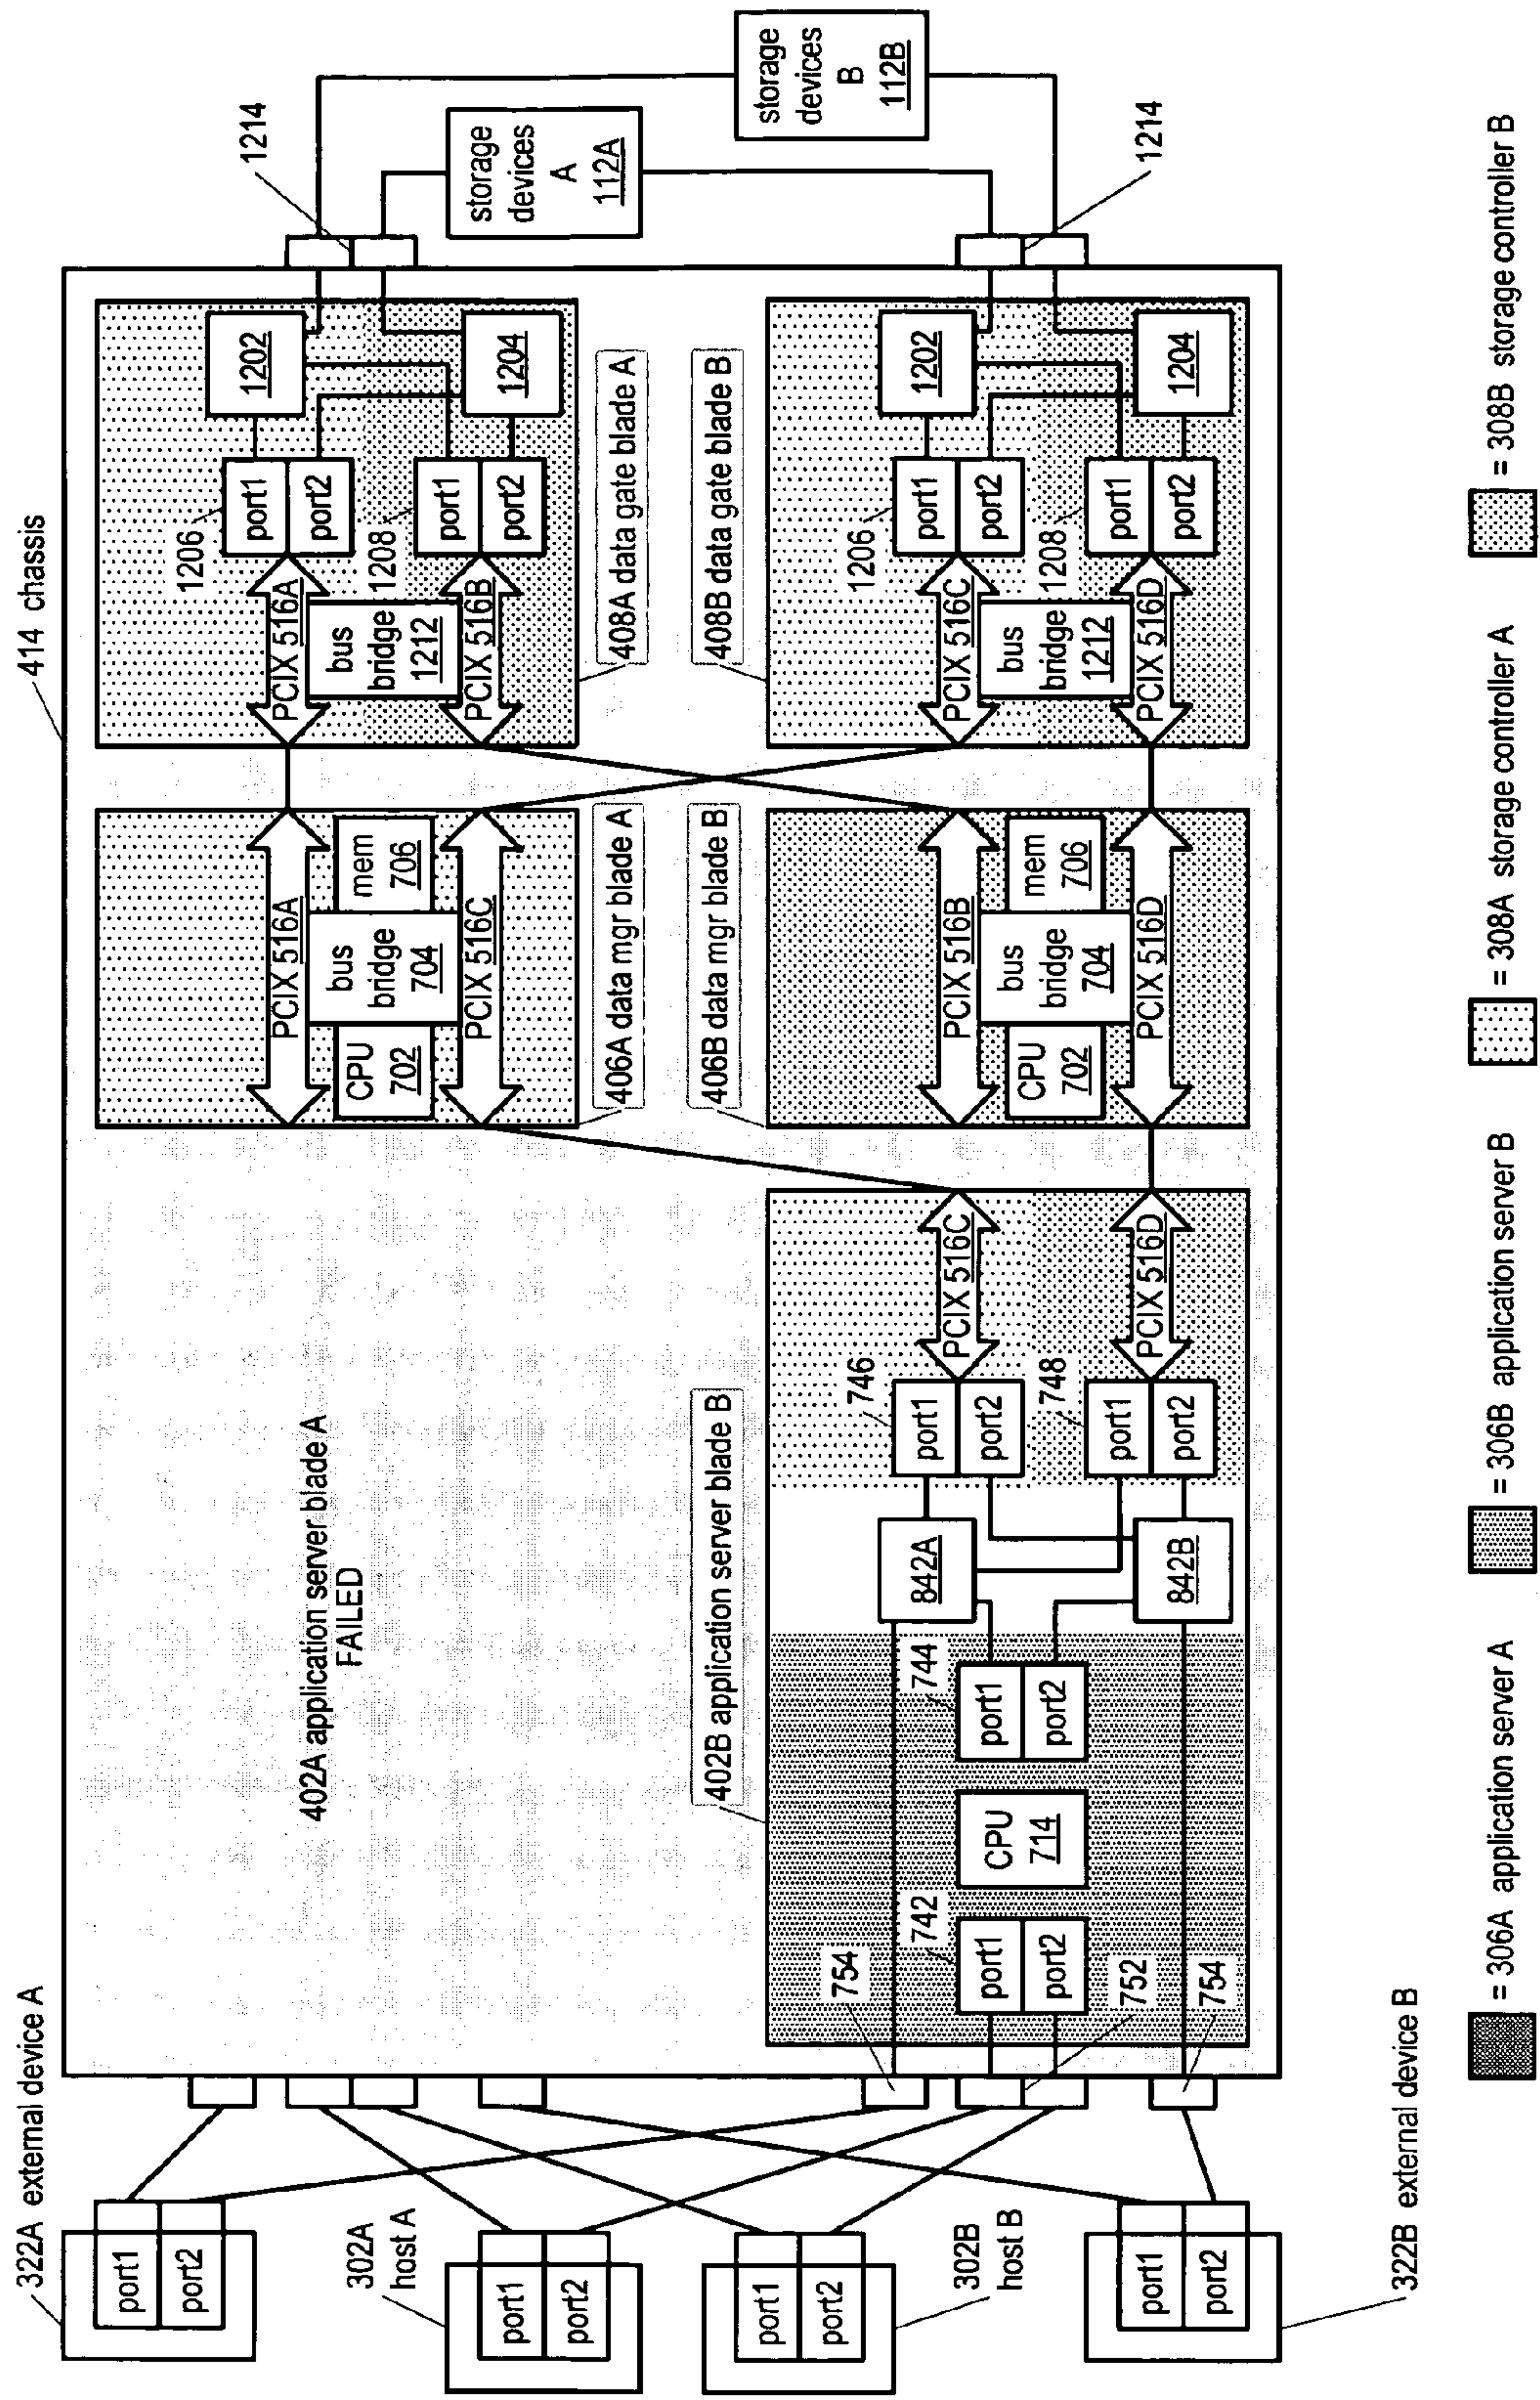 414 chassis
322A external device A
port1
port2
302A
host A
port1
port2
302B
host B
port1
port2
322B external device B
port1
port2
402A application server blade A
FAILED
402B application server blade B
754
742
port1
port2
752
754
CPU
714
744
port1
port2
842A
842B
746
port1
port2
748
port1
port2
PCIX 516C
PCIX 516D
406A data mgr blade A
PCIX 516A
CPU
702
bus
bridge
704
mem
706
PCIX 516C
406B data mgr blade B
PCIX 516B
CPU
702
bus
bridge
704
mem
706
PCIX 516D
408A data gate blade A
PCIX 516A
bus
bridge
1212
PCIX 516B
1206
port1
port2
1208
port1
port2
1202
1204
408B data gate blade B
PCIX 516C
bus
bridge
1212
PCIX 516D
1206
port1
port2
1208
port1
port2
1202
1204
1214
1214
storage
devices
A
112A
storage
devices
B
112B
= 306A application server A
= 306B application server B
= 308A storage controller A
= 308B storage controller B